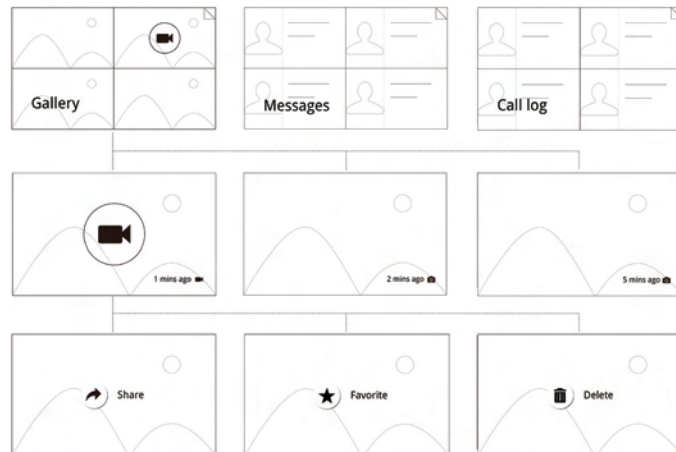 Gallery
Messages
Call log
1 mins ago
2 mins ago
5 mins ago
Share
Favorite
Delete